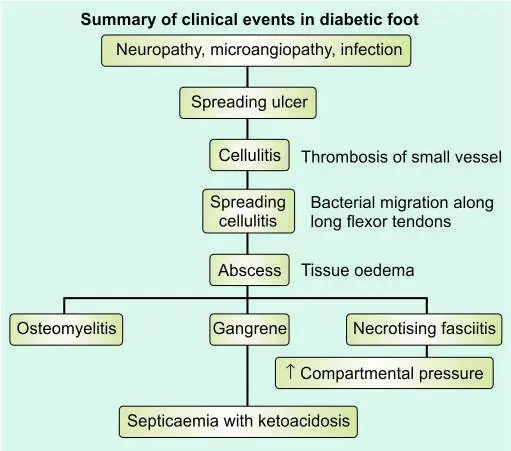 Summary of clinical events in diabetic foot
Neuropathy, microangiopathy, infection
Spreading ulcer
Cellulitis
Thrombosis of small vessel
Spreading
cellulitis
Bacterial migration along
long flexor tendons
Abscess
Tissue oedema
Osteomyelitis
Gangrene
Necrotising fasciitis
↑ Compartmental pressure
Septicaemia with ketoacidosis